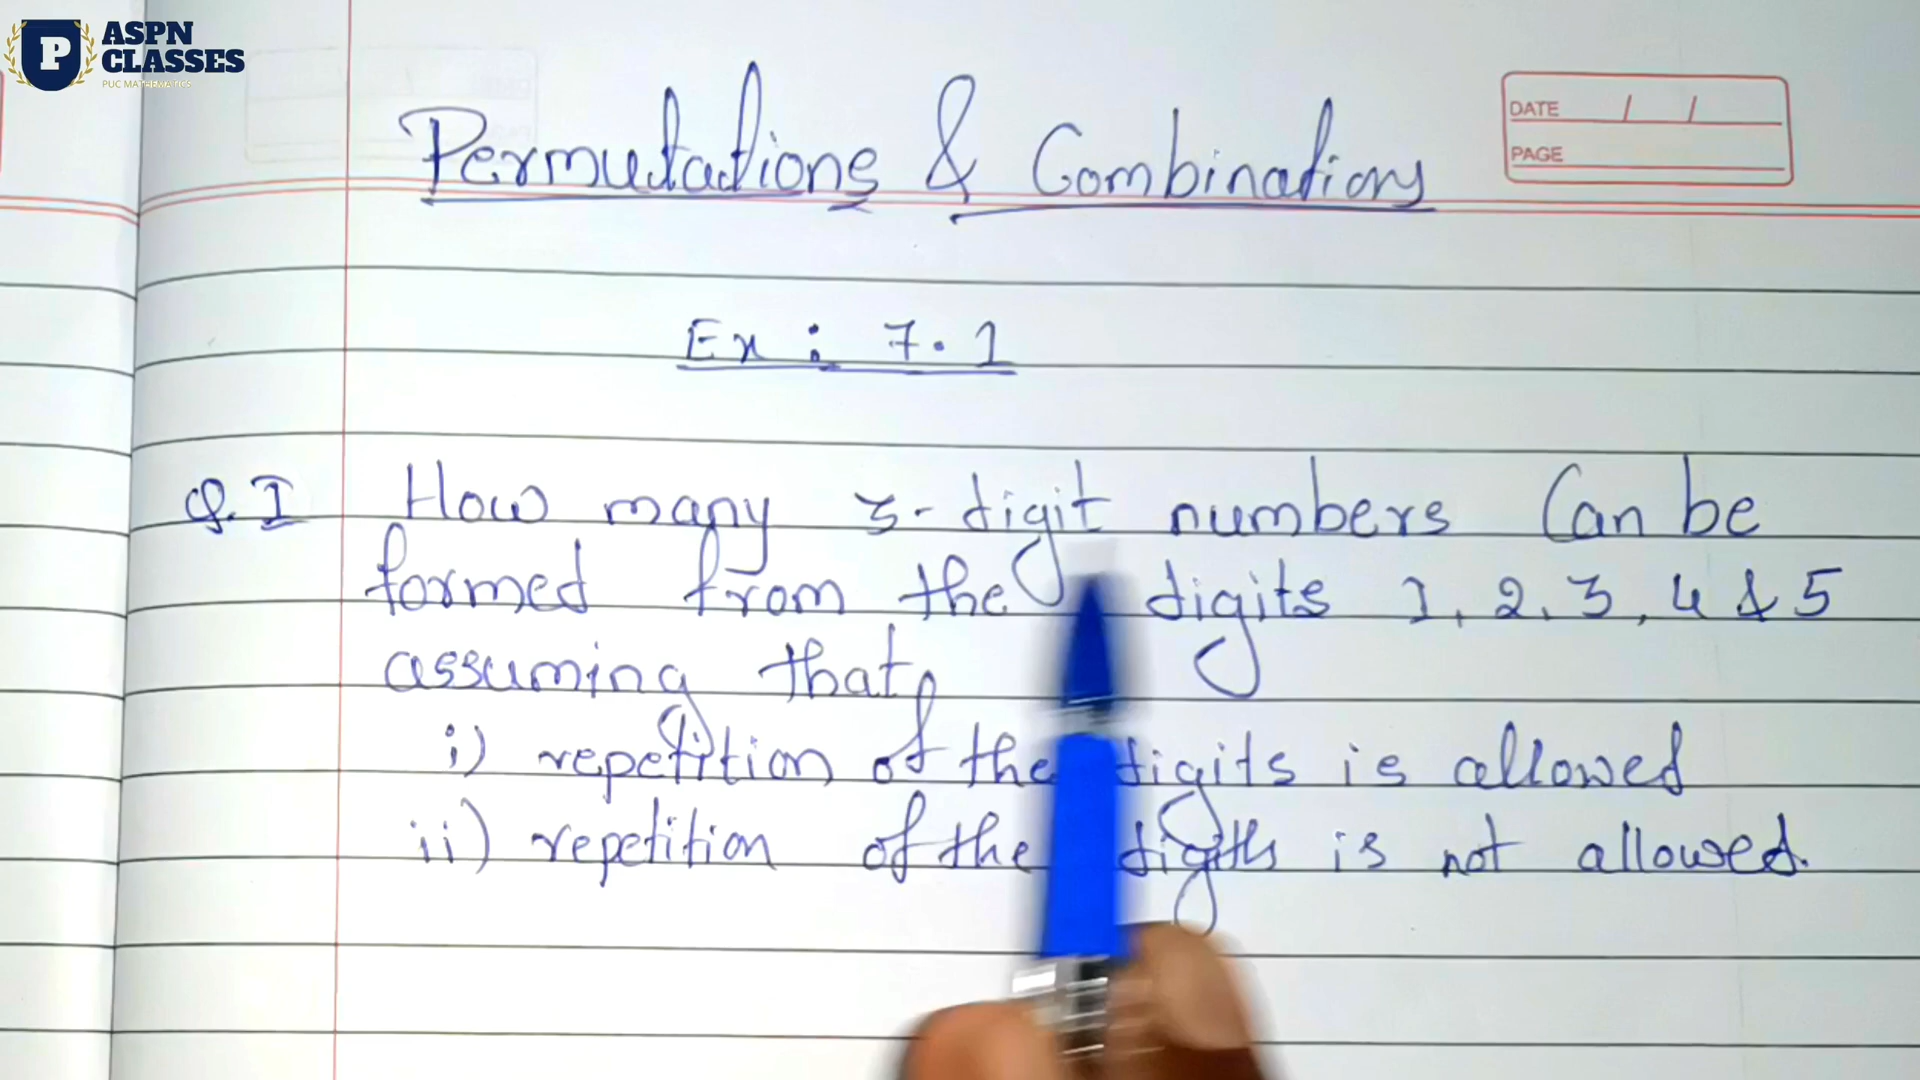 P
ASPN
CLASSES
PUC MATHEMATICS
DATE / /
PAGE
Permutations & Combinations
Ex : 7.1
Q.I How many 3-digit numbers Can be
formed from the digits 1, 2, 3, 4 & 5
assuming that,
i) repetition of the digits is allowed
ii) repetition of the digits is not allowed.